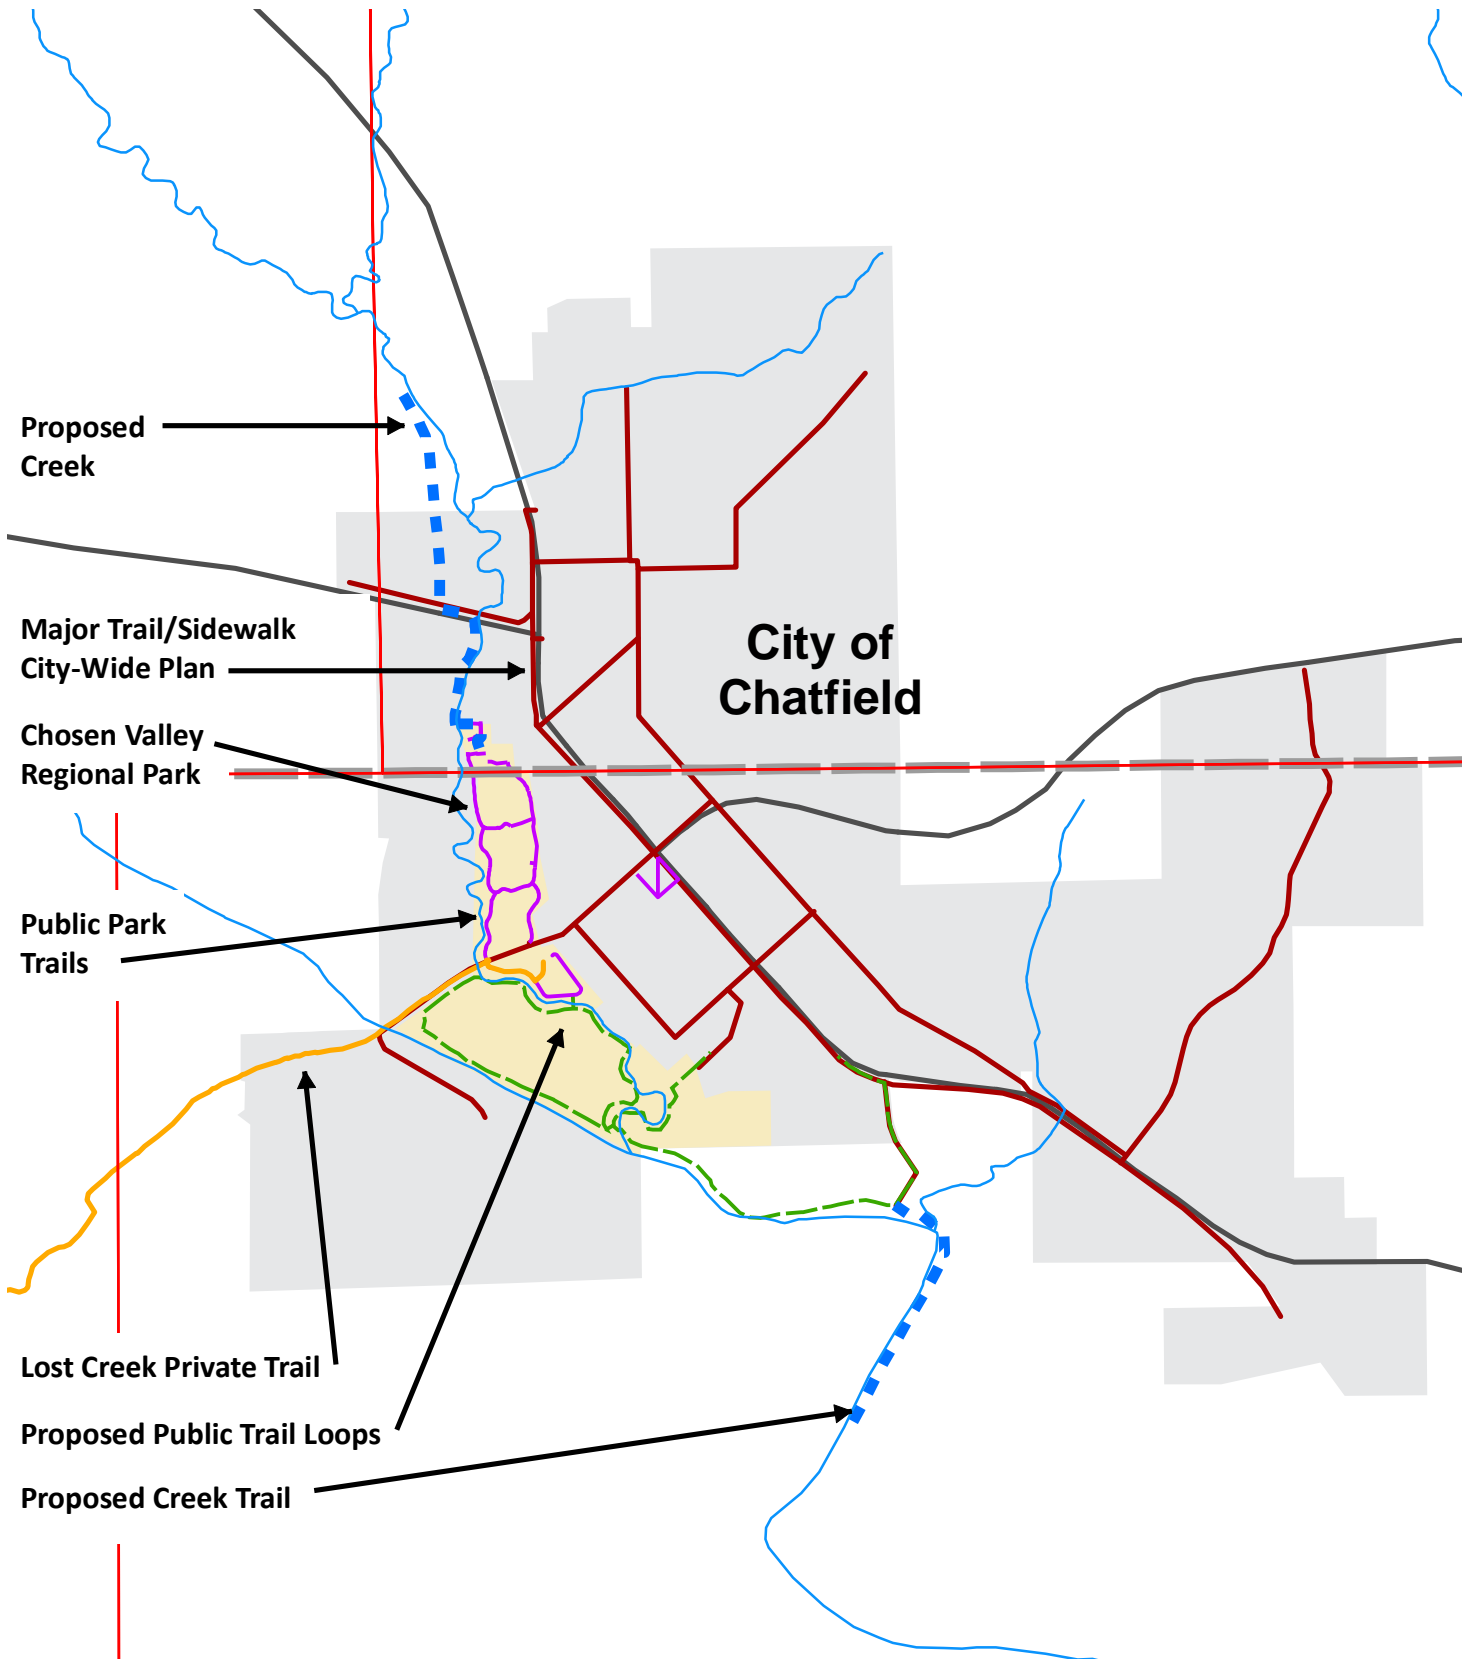 Proposed
Creek
Major Trail/Sidewalk
City-Wide Plan
City of
Chatfield
Chosen Valley
Regional Park
Public Park
Trails
Lost Creek Private Trail
Proposed Public Trail Loops
Proposed Creek Trail